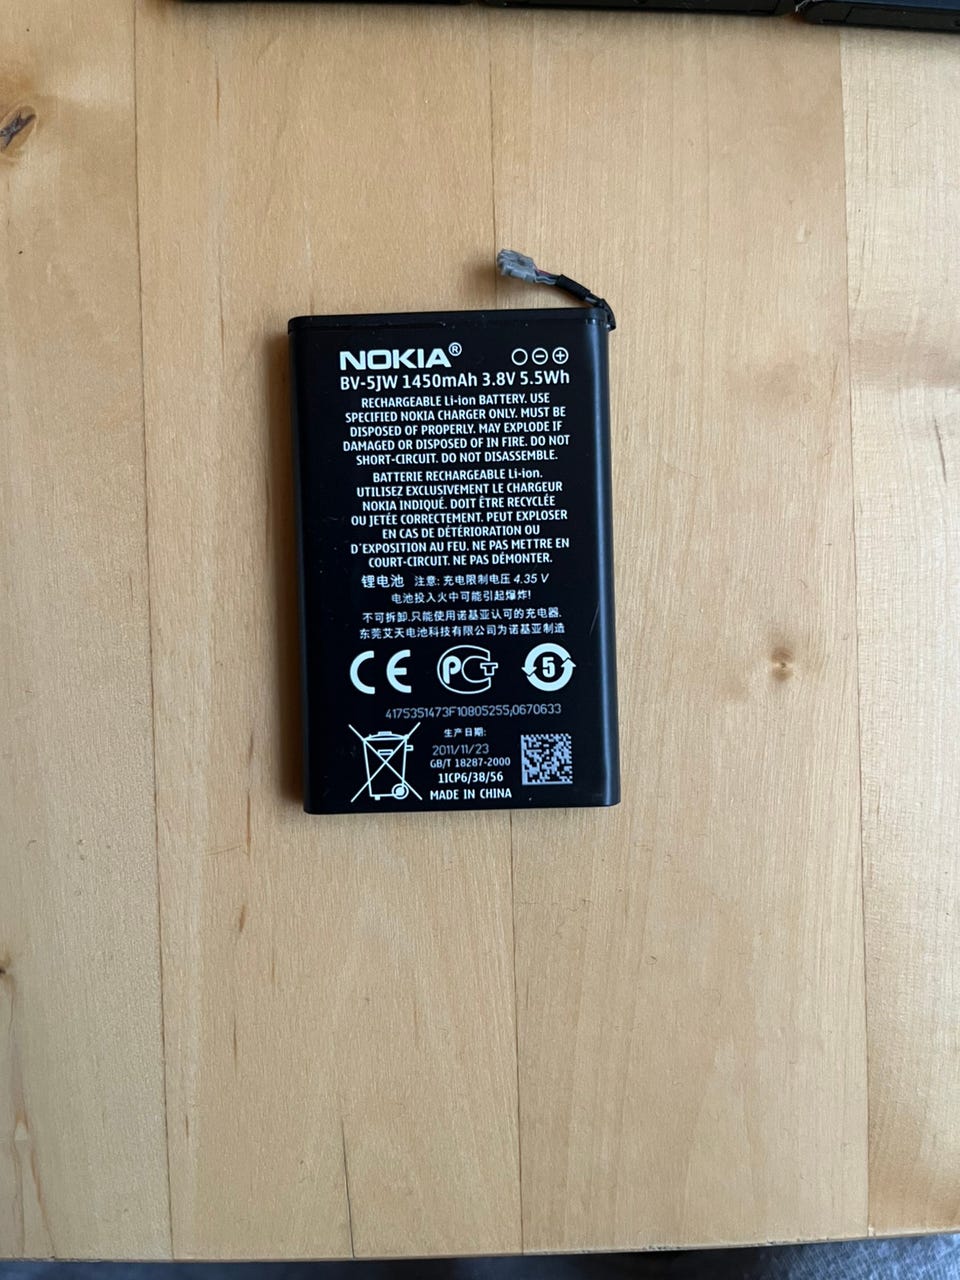 NOKIA®
BV-5JW 1450mAh 3.8V 5.5Wh
RECHARGEABLE Li-ion BATTERY. USE
SPECIFIED NOKIA CHARGER ONLY. MUST BE
DISPOSED OF PROPERLY. MAY EXPLODE IF
DAMAGED OR DISPOSED OF IN FIRE. DO NOT
SHORT-CIRCUIT. DO NOT DISASSEMBLE.
BATTERIE RECHARGEABLE Li-ion.
UTILISEZ EXCLUSIVEMENT LE CHARGEUR
NOKIA INDIQUÉ. DOIT ÊTRE RECYCLÉE
OU JETÉE CORRECTEMENT. PEUT EXPLOSER
EN CAS DE DÉTÉRIORATION OU
D'EXPOSITION AU FEU. NE PAS METTRE EN
COURT-CIRCUIT. NE PAS DÉMONTER.
锂电池 注意: 充电限制电压 4.35 V
电池投入火中可能引起爆炸!
不可拆卸.只能使用诺基亚认可的充电器.
东莞艾天电池科技有限公司为诺基亚制造
CE PCT 5
4175351473F10805255,0670633
生产日期:
2011/11/23
GB/T 18287-2000
1ICP6/38/56
MADE IN CHINA